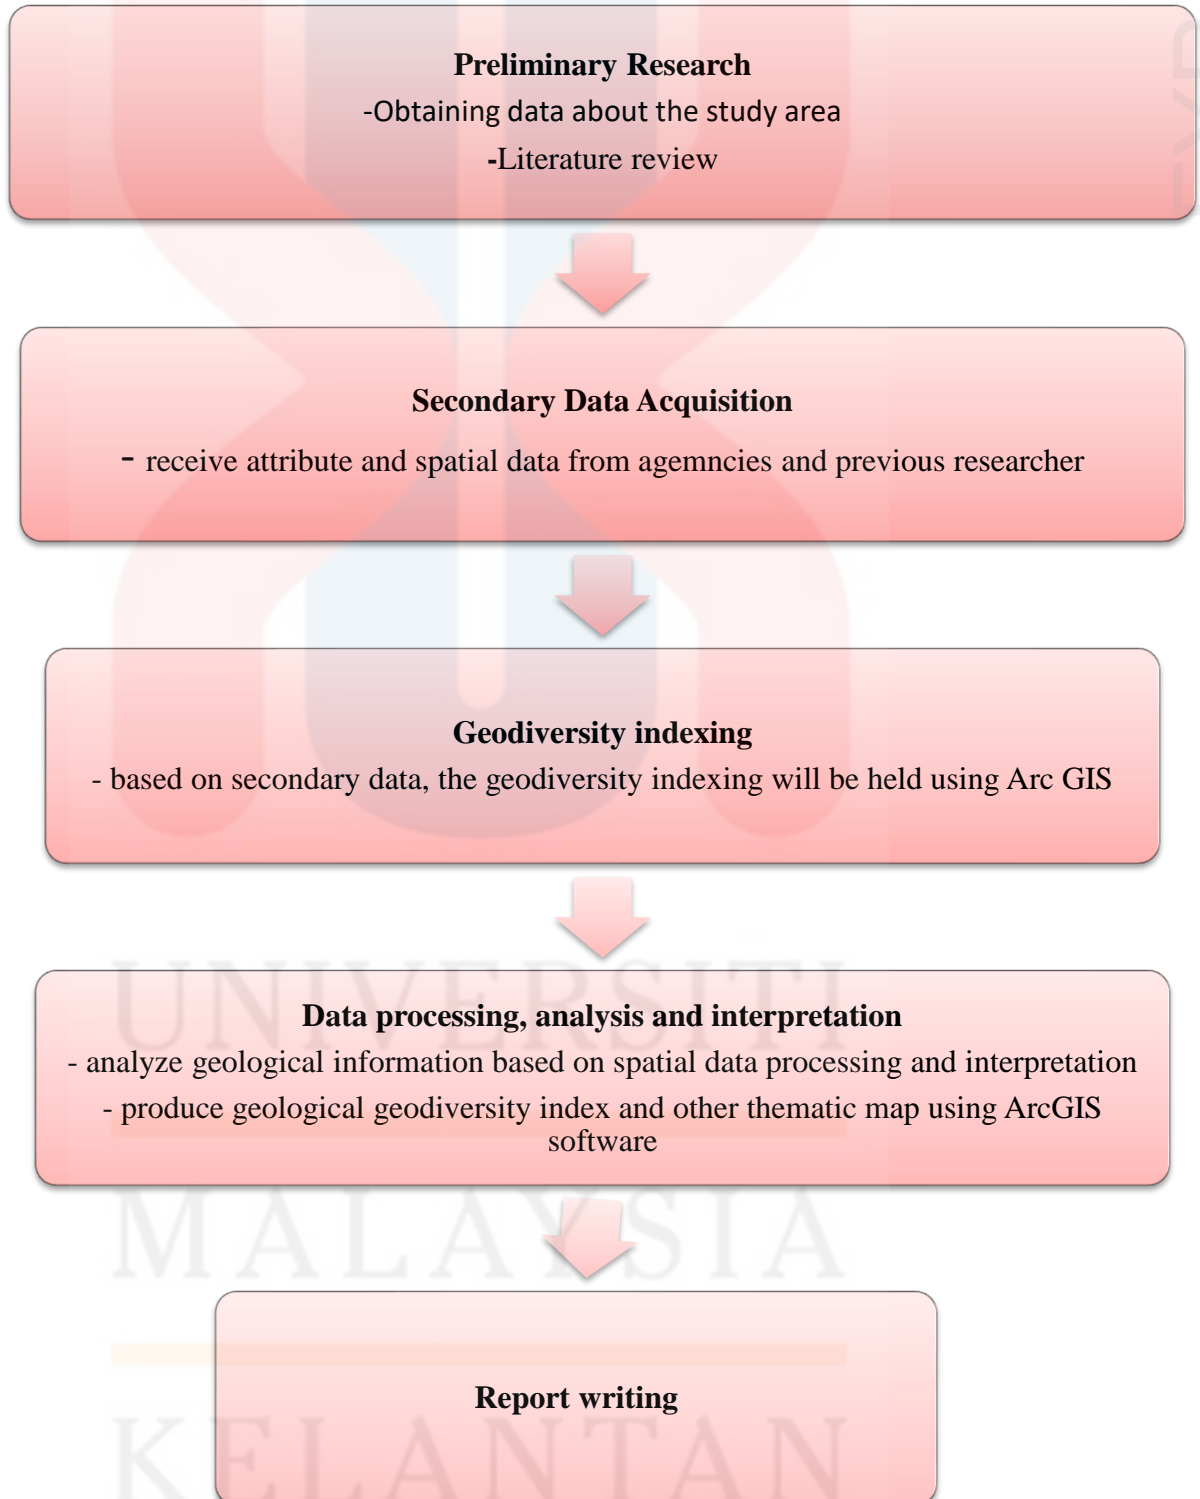 Preliminary Research
-Obtaining data about the study area
-Literature review
Secondary Data Acquisition
- receive attribute and spatial data from agemncies and previous researcher
Geodiversity indexing
- based on secondary data, the geodiversity indexing will be held using Arc GIS
Data processing, analysis and interpretation
- analyze geological information based on spatial data processing and interpretation
- produce geological geodiversity index and other thematic map using ArcGIS
software
Report writing
UNIVERSITI
MALAYSIA
KELANTAN